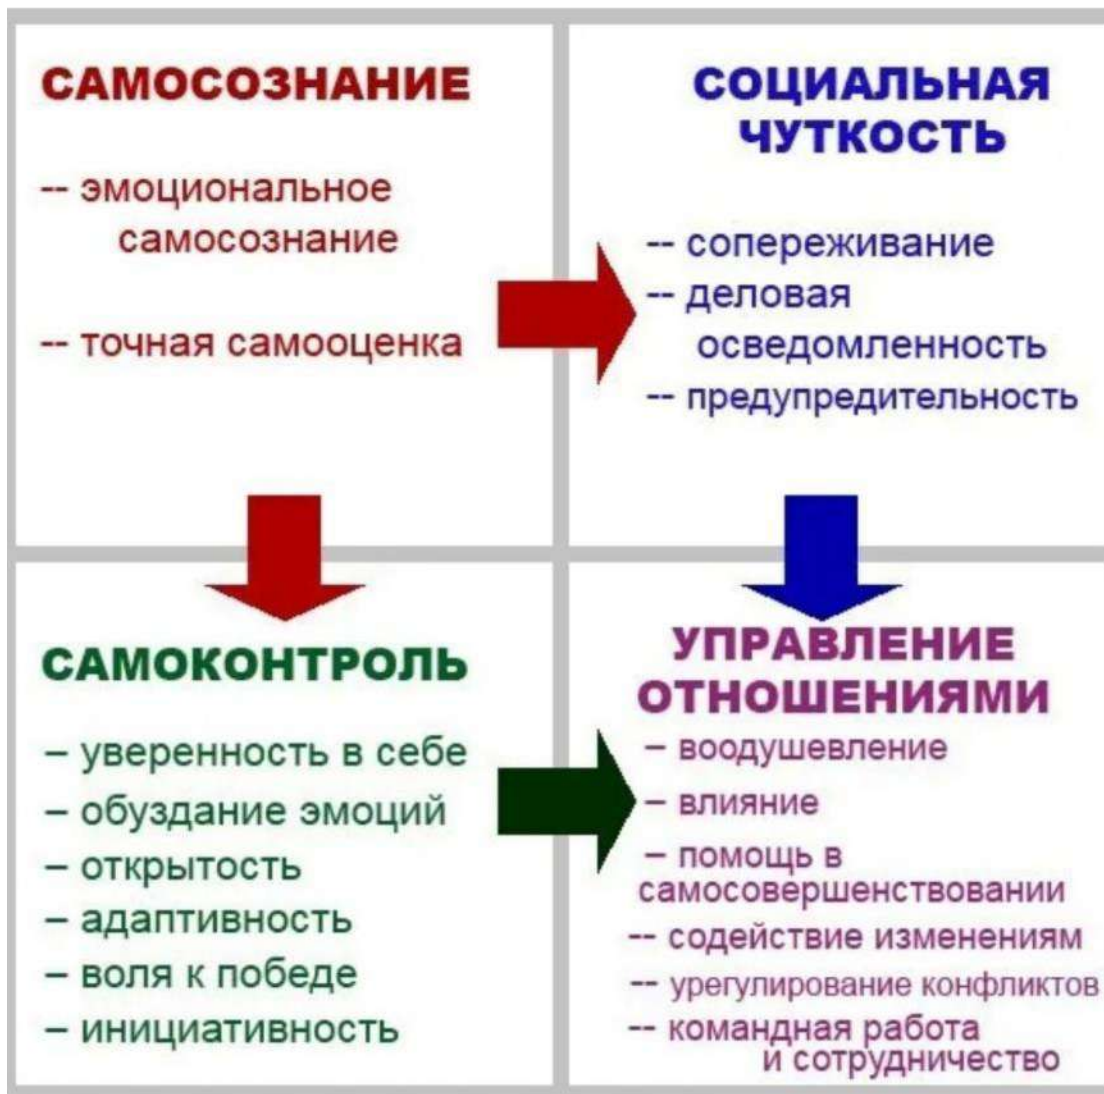 САМОСОЗНАНИЕ
-- эмоциональное
самосознание
-- точная самооценка
СОЦИАЛЬНАЯ
ЧУТКОСТЬ
-- сопереживание
-- деловая
осведомленность
-- предупредительность
САМОКОНТРОЛЬ
– уверенность в себе
– обуздание эмоций
– открытость
– адаптивность
– воля к победе
– инициативность
УПРАВЛЕНИЕ
ОТНОШЕНИЯМИ
– воодушевление
– влияние
– помощь в
самосовершенствовании
-- содействие изменениям
-- урегулирование конфликтов
-- командная работа
и сотрудничество